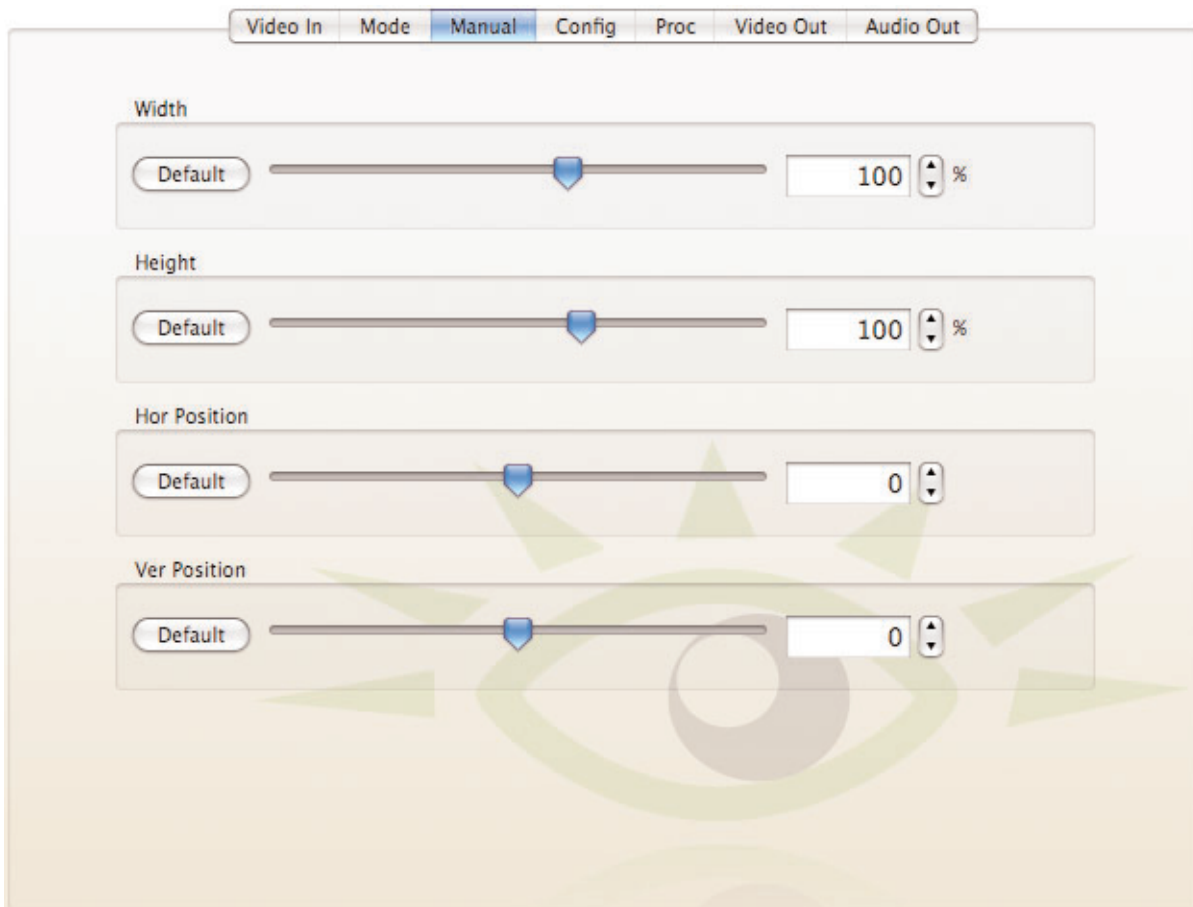 Video In Mode Manual Config Proc Video Out Audio Out
Width
Default 100 %
Height
Default 100 %
Hor Position
Default 0
Ver Position
Default 0